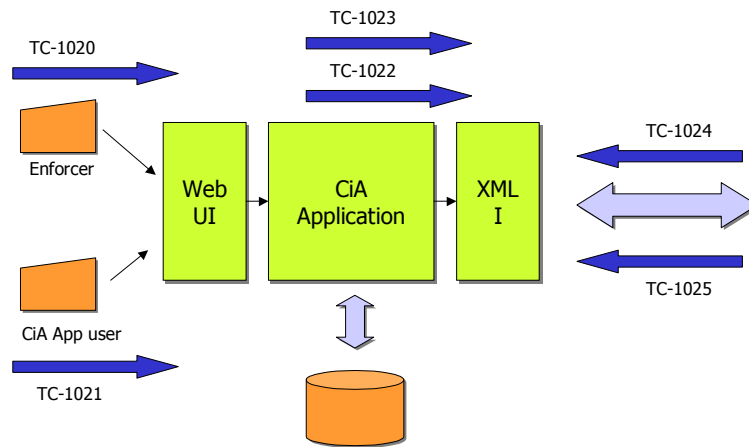 TC-1023
TC-1020
TC-1022
TC-1024
Enforcer
Web
UI
CiA
Application
XML
I
TC-1025
CiA App user
TC-1021